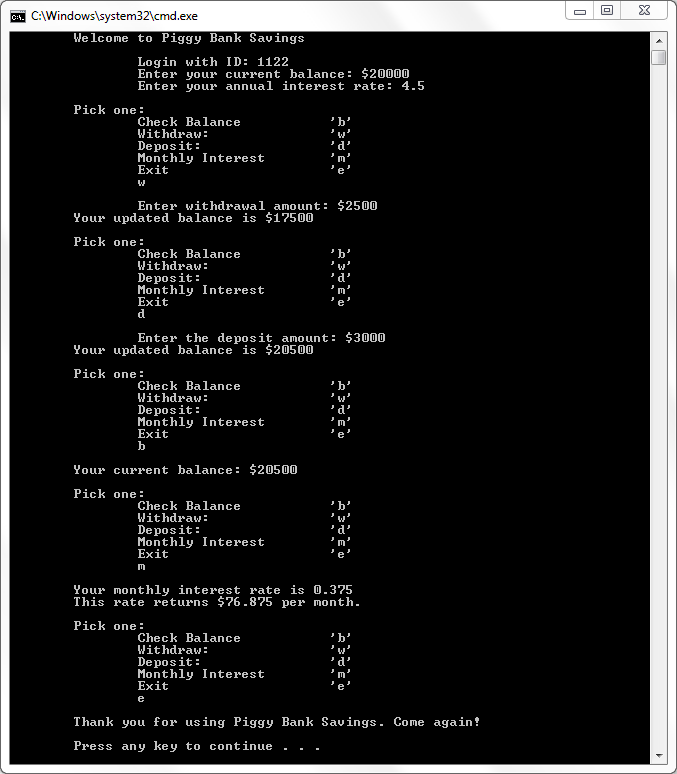 C:\Windows\system32\cmd.exe
Welcome to Piggy Bank Savings
Login with ID: 1122
Enter your current balance: $20000
Enter your annual interest rate: 4.5
Pick one:
Check Balance 'b'
Withdraw: 'w'
Deposit: 'd'
Monthly Interest 'm'
Exit 'e'
w
Enter withdrawal amount: $2500
Your updated balance is $17500
Pick one:
Check Balance 'b'
Withdraw: 'w'
Deposit: 'd'
Monthly Interest 'm'
Exit 'e'
d
Enter the deposit amount: $3000
Your updated balance is $20500
Pick one:
Check Balance 'b'
Withdraw: 'w'
Deposit: 'd'
Monthly Interest 'm'
Exit 'e'
b
Your current balance: $20500
Pick one:
Check Balance 'b'
Withdraw: 'w'
Deposit: 'd'
Monthly Interest 'm'
Exit 'e'
m
Your monthly interest rate is 0.375
This rate returns $76.875 per month.
Pick one:
Check Balance 'b'
Withdraw: 'w'
Deposit: 'd'
Monthly Interest 'm'
Exit 'e'
e
Thank you for using Piggy Bank Savings. Come again!
Press any key to continue . . .